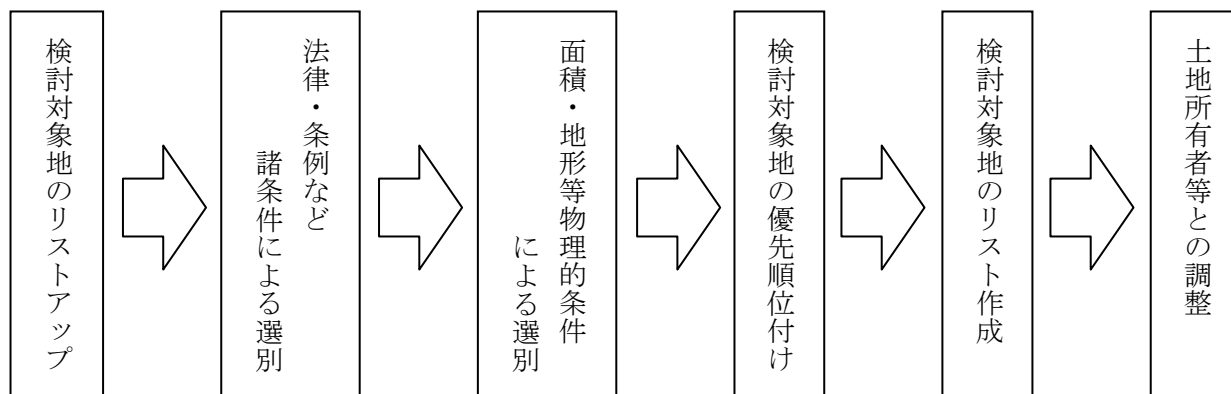 検討対象地のリストアップ
法律・条例など
諸条件による選別
面積・地形等物理的条件
による選別
検討対象地の優先順位付け
検討対象地のリスト作成
土地所有者等との調整